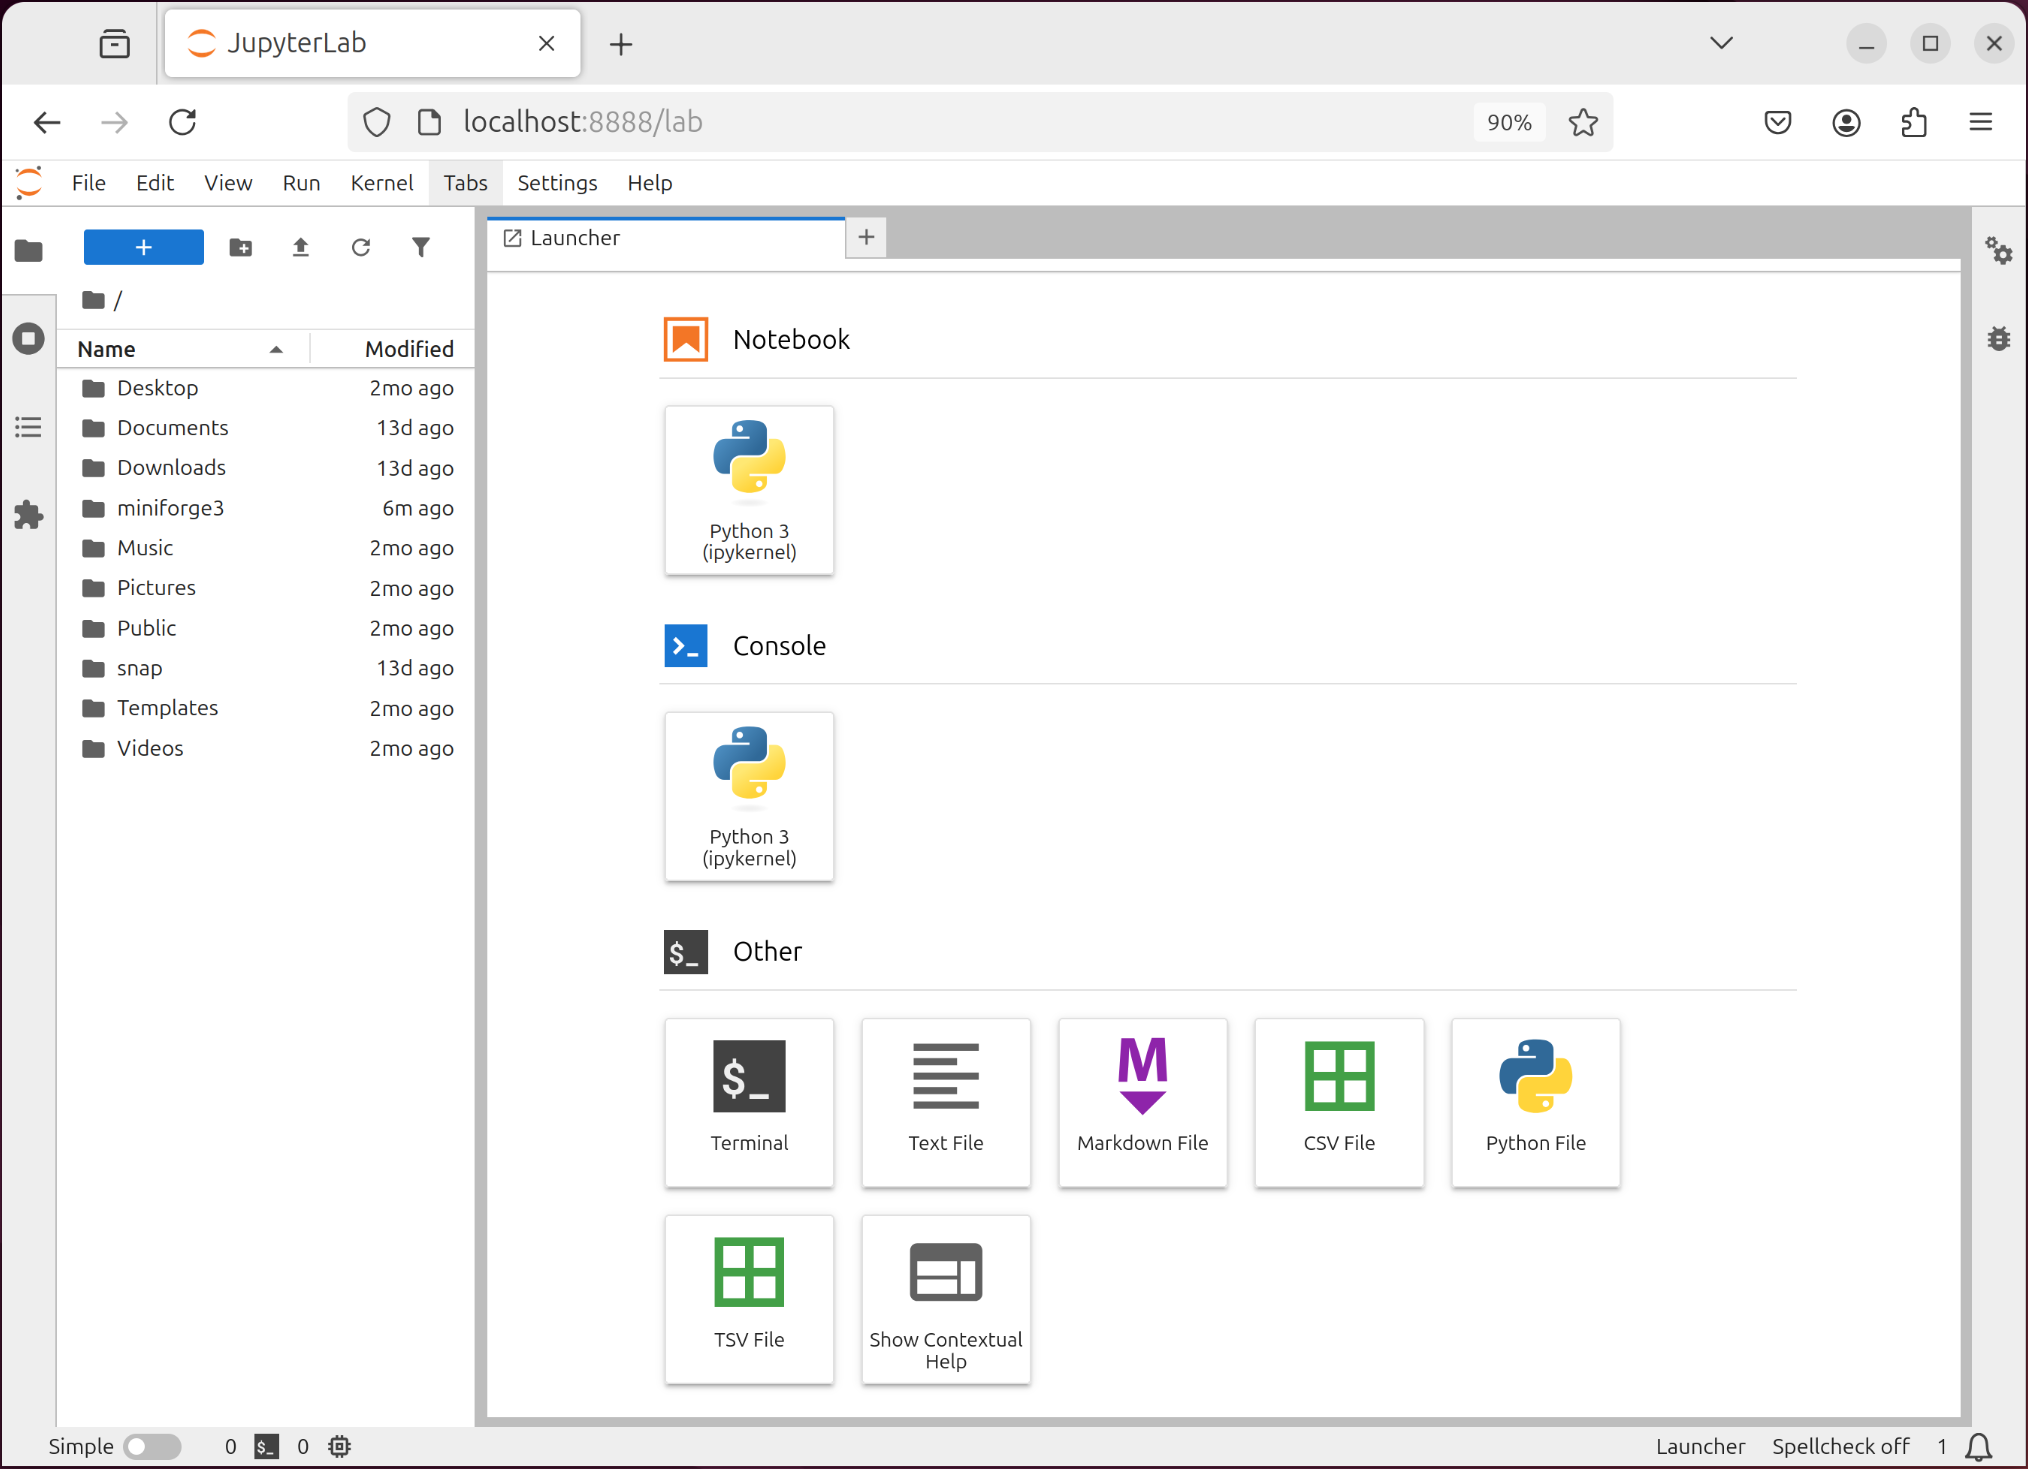 JupyterLab
localhost:8888/lab
90%
File Edit View Run Kernel Tabs Settings Help
Launcher
/
Name Modified
Desktop 2mo ago
Documents 13d ago
Downloads 13d ago
miniforge3 6m ago
Music 2mo ago
Pictures 2mo ago
Public 2mo ago
snap 13d ago
Templates 2mo ago
Videos 2mo ago
Notebook
Python 3
(ipykernel)
Console
Python 3
(ipykernel)
$_ Other
$_
Terminal
Text File
M
Markdown File
CSV File
Python File
TSV File
Show Contextual
Help
Simple 0 $_ 0
Launcher Spellcheck off 1